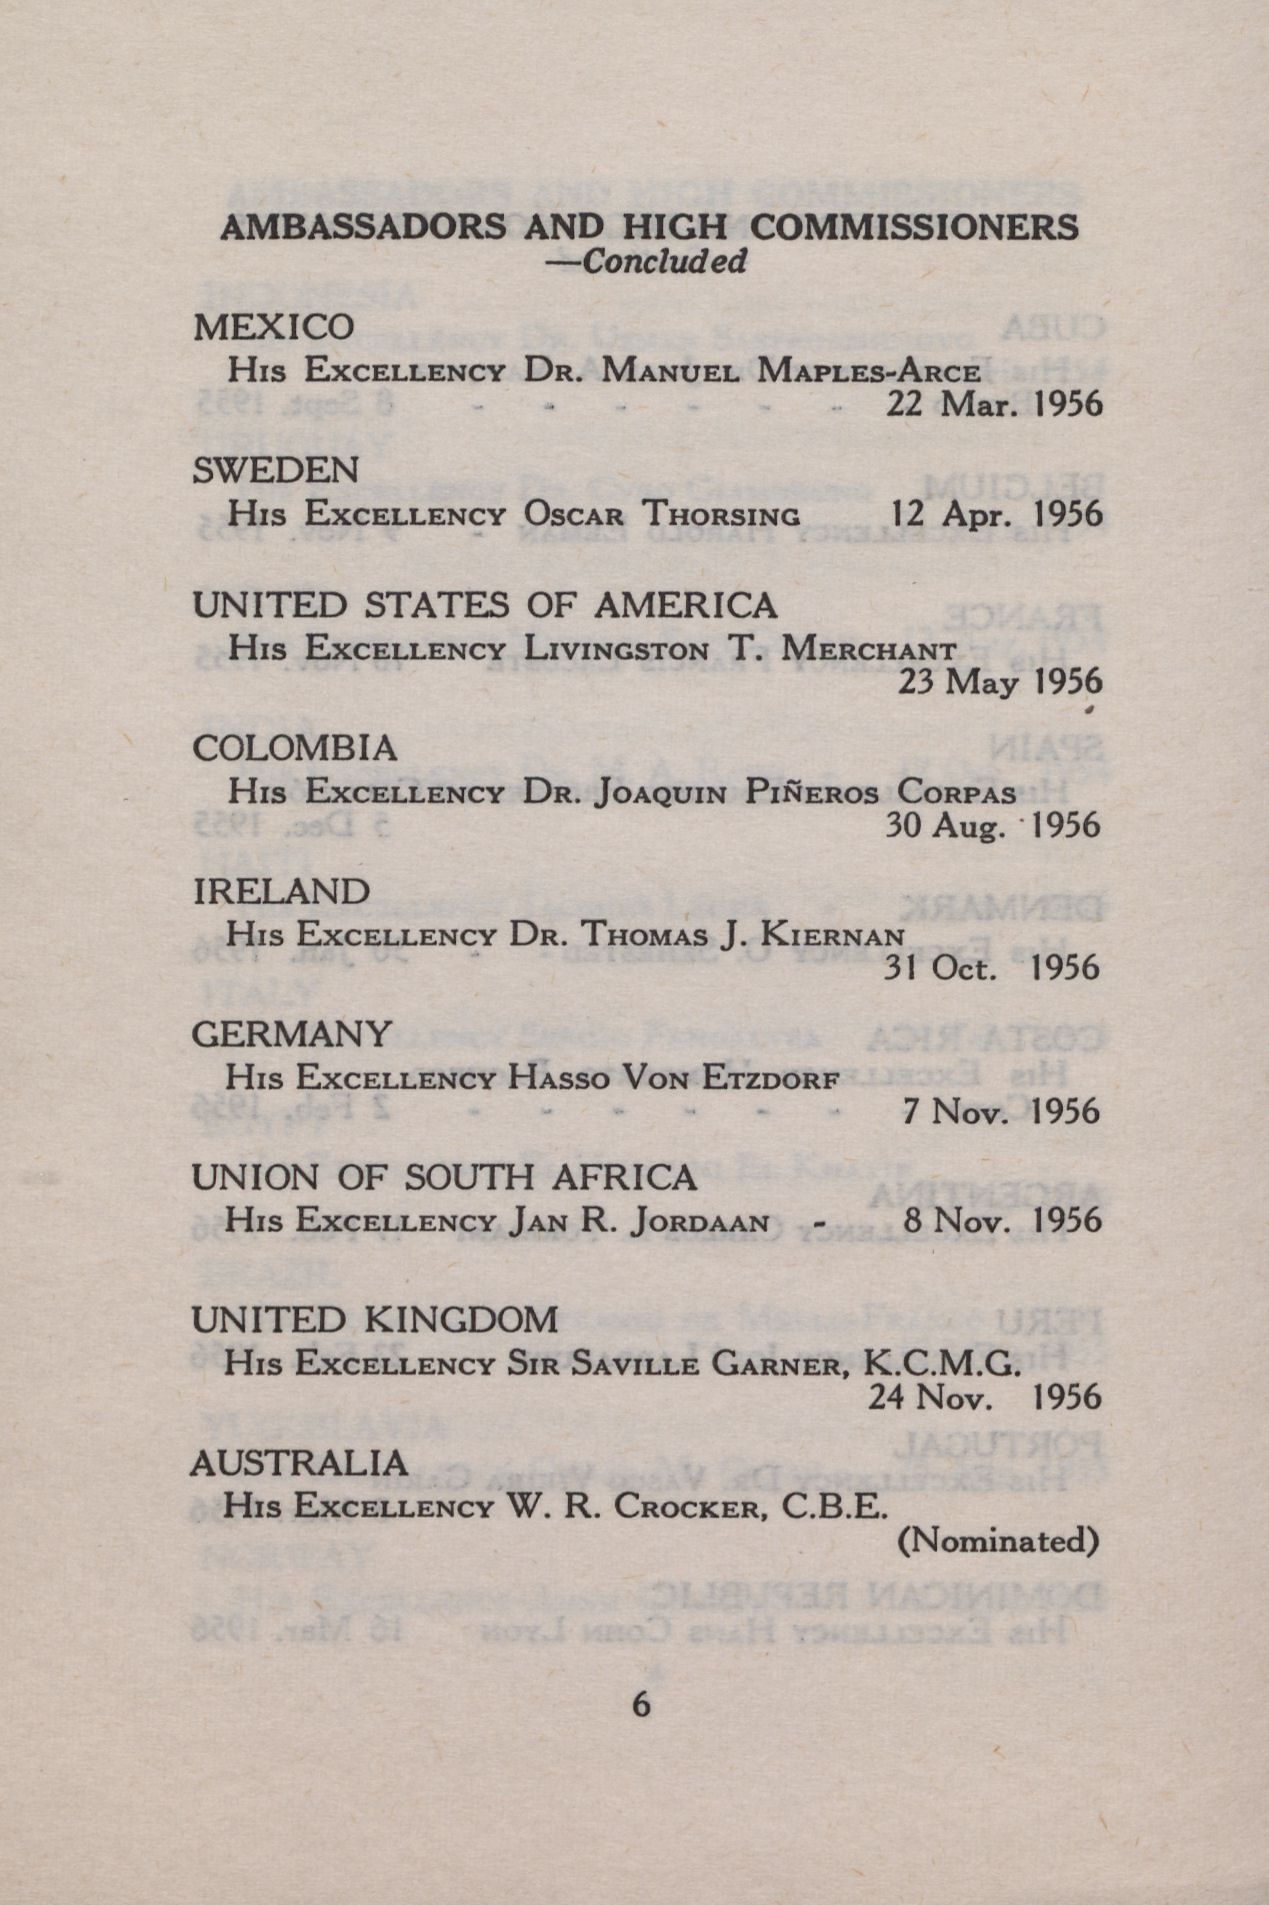 AMBASSADORS AND HIGH COMMISSIONERS
—Concluded
MEXICO
His Excellency Dr. Manuel Maples-Arce
22 Mar. 1956
SWEDEN
His Excellency Oscar Thorsing 12 Apr. 1956
UNITED STATES OF AMERICA
His Excellency Livingston T. Merchant
23 May 1956
COLOMBIA
His Excellency Dr. Joaquin Piñeros Corpas
30 Aug. 1956
IRELAND
His Excellency Dr. Thomas J. Kiernan
31 Oct. 1956
GERMANY
His Excellency Hasso Von Etzdorf
7 Nov. 1956
UNION OF SOUTH AFRICA
His Excellency Jan R. Jordaan - 8 Nov. 1956
UNITED KINGDOM
His Excellency Sir Saville Garner, K.C.M.G.
24 Nov. 1956
AUSTRALIA
His Excellency W. R. Crocker, C.B.E.
(Nominated)
6